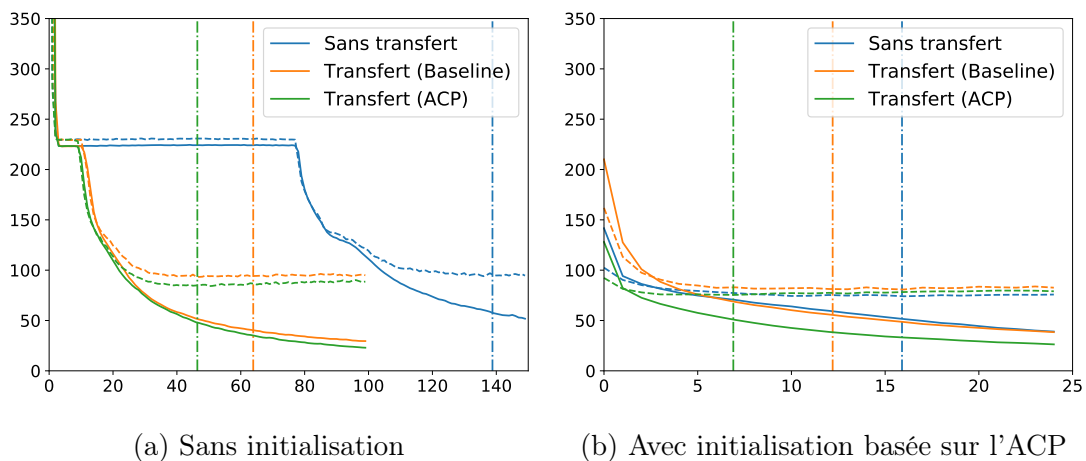 350
300
250
200
150
100
50
0
0 20 40 60 80 100 120 140
Sans transfert
Transfert (Baseline)
Transfert (ACP)
(a) Sans initialisation
350
300
250
200
150
100
50
0
0 5 10 15 20 25
Sans transfert
Transfert (Baseline)
Transfert (ACP)
(b) Avec initialisation basée sur l'ACP